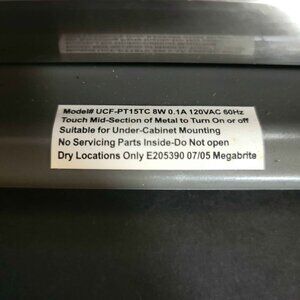 Model# UCF-PT15TC 8W 0.1A 120VAC 60Hz
Touch Mid-Section of Metal to Turn On or off
Suitable for Under-Cabinet Mounting
No Servicing Parts Inside-Do Not open
Dry Locations Only E205390 07/05 Megabrite